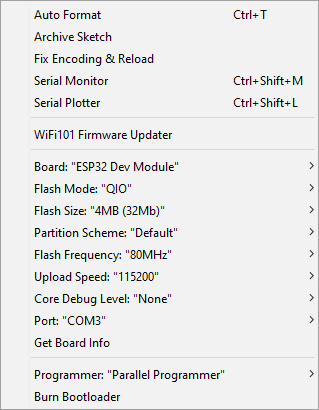 Auto Format Ctrl+T
Archive Sketch
Fix Encoding & Reload
Serial Monitor Ctrl+Shift+M
Serial Plotter Ctrl+Shift+L
WiFi101 Firmware Updater
Board: "ESP32 Dev Module"
Flash Mode: "QIO"
Flash Size: "4MB (32Mb)"
Partition Scheme: "Default"
Flash Frequency: "80MHz"
Upload Speed: "115200"
Core Debug Level: "None"
Port: "COM3"
Get Board Info
Programmer: "Parallel Programmer"
Burn Bootloader